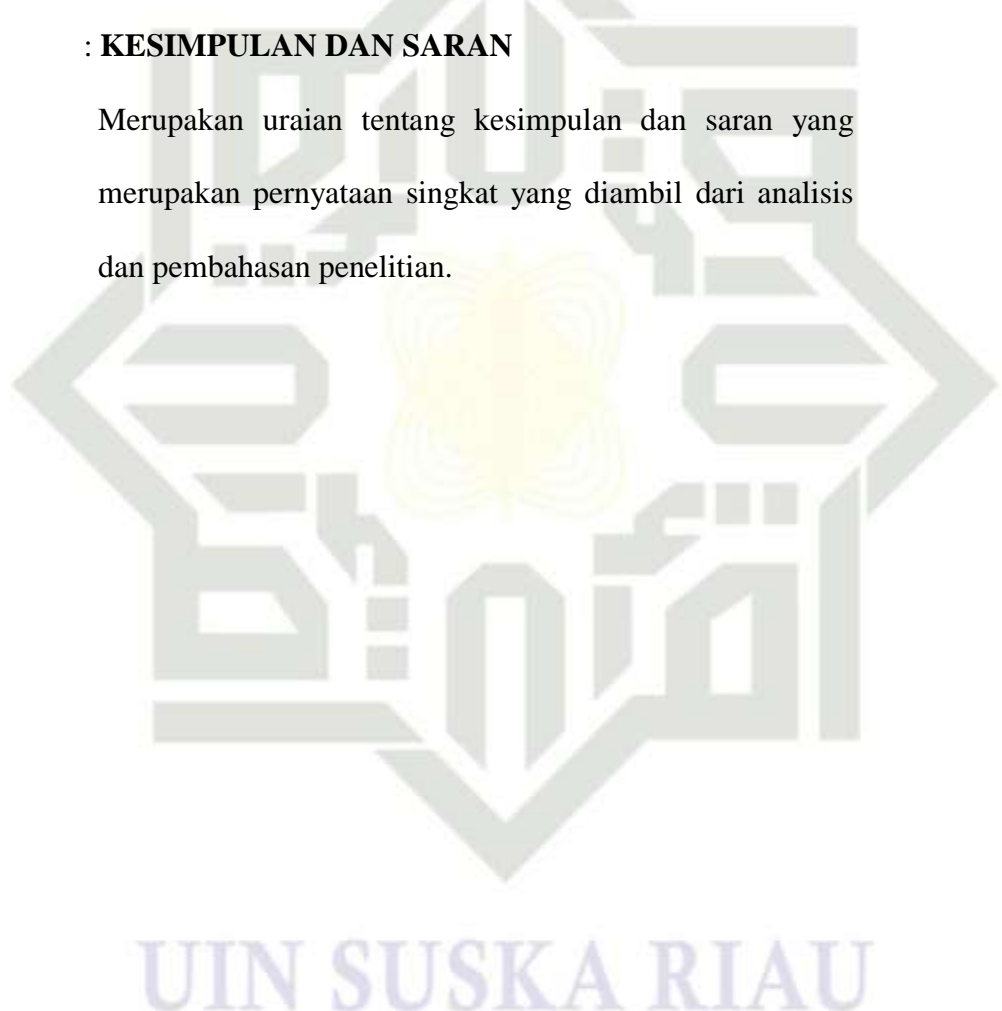 : KESIMPULAN DAN SARAN
Merupakan uraian tentang kesimpulan dan saran yang
merupakan pernyataan singkat yang diambil dari analisis
dan pembahasan penelitian.
UIN SUSKA RIAU